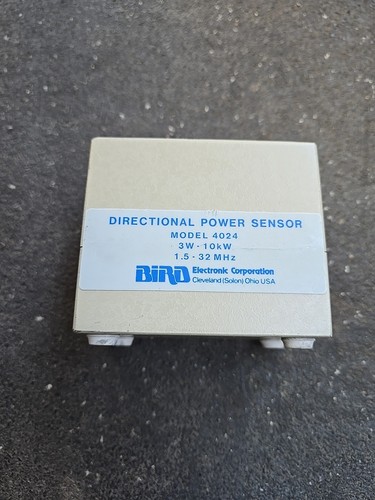 DIRECTIONAL POWER SENSOR
MODEL 4024
3W - 10kW
1.5 - 32 MHz
BIRD Electronic Corporation
Cleveland (Solon) Ohio USA